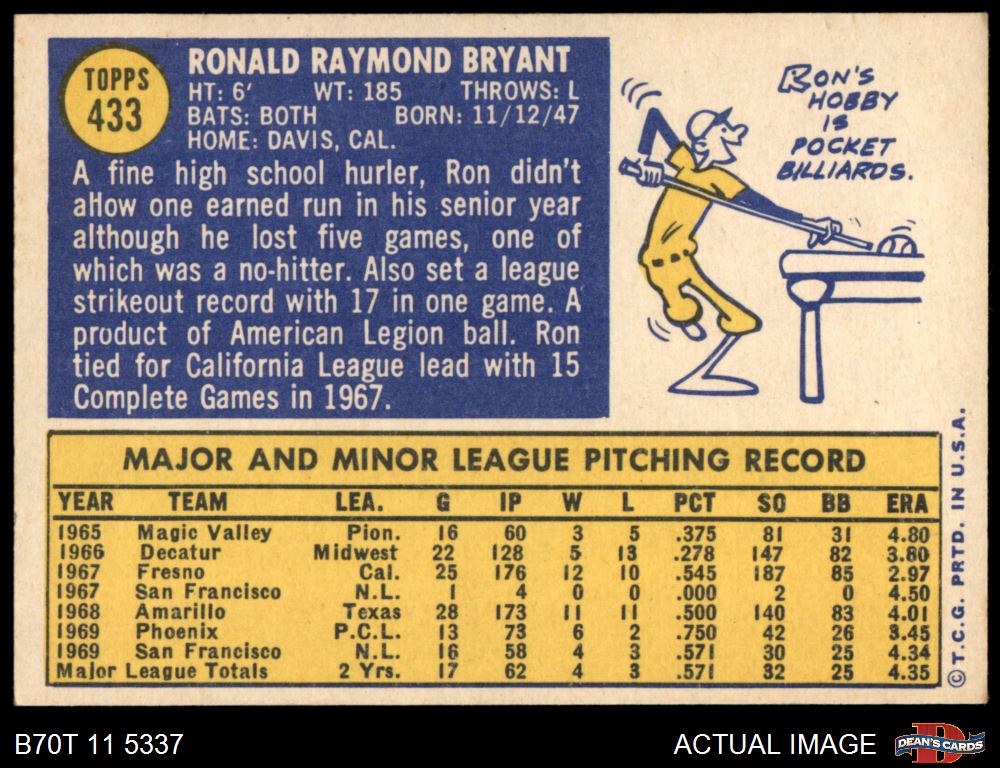 TOPPS
433
RONALD RAYMOND BRYANT
HT: 6' WT: 185 THROWS: L
BATS: BOTH BORN: 11/12/47
HOME: DAVIS, CAL.
A fine high school hurler, Ron didn't
allow one earned run in his senior year
although he lost five games, one of
which was a no-hitter. Also set a league
strikeout record with 17 in one game. A
product of American Legion ball. Ron
tied for California League lead with 15
Complete Games in 1967.
RON'S
HOBBY
IS
POCKET
BILLIARDS.
MAJOR AND MINOR LEAGUE PITCHING RECORD
YEAR TEAM LEA. G IP W L PCT SO BB ERA
1965 Magic Valley Pion. 16 60 3 5 .375 81 31 4.80
1966 Decatur Midwest 22 128 5 13 .278 147 82 3.80
1967 Fresno Cal. 25 176 12 10 .545 187 85 2.97
1967 San Francisco N.L. 1 4 0 0 .000 2 0 4.50
1968 Amarillo Texas 28 173 11 11 .500 140 83 4.01
1969 Phoenix P.C.L. 13 73 6 2 .750 42 26 3.45
1969 San Francisco N.L. 16 58 4 3 .571 30 25 4.34
Major League Totals 2 Yrs. 17 62 4 3 .571 32 25 4.35
©T.C.G. PRTD. IN U.S.A.
B70T 11 5337
ACTUAL IMAGE
D
DEAN'S CARDS